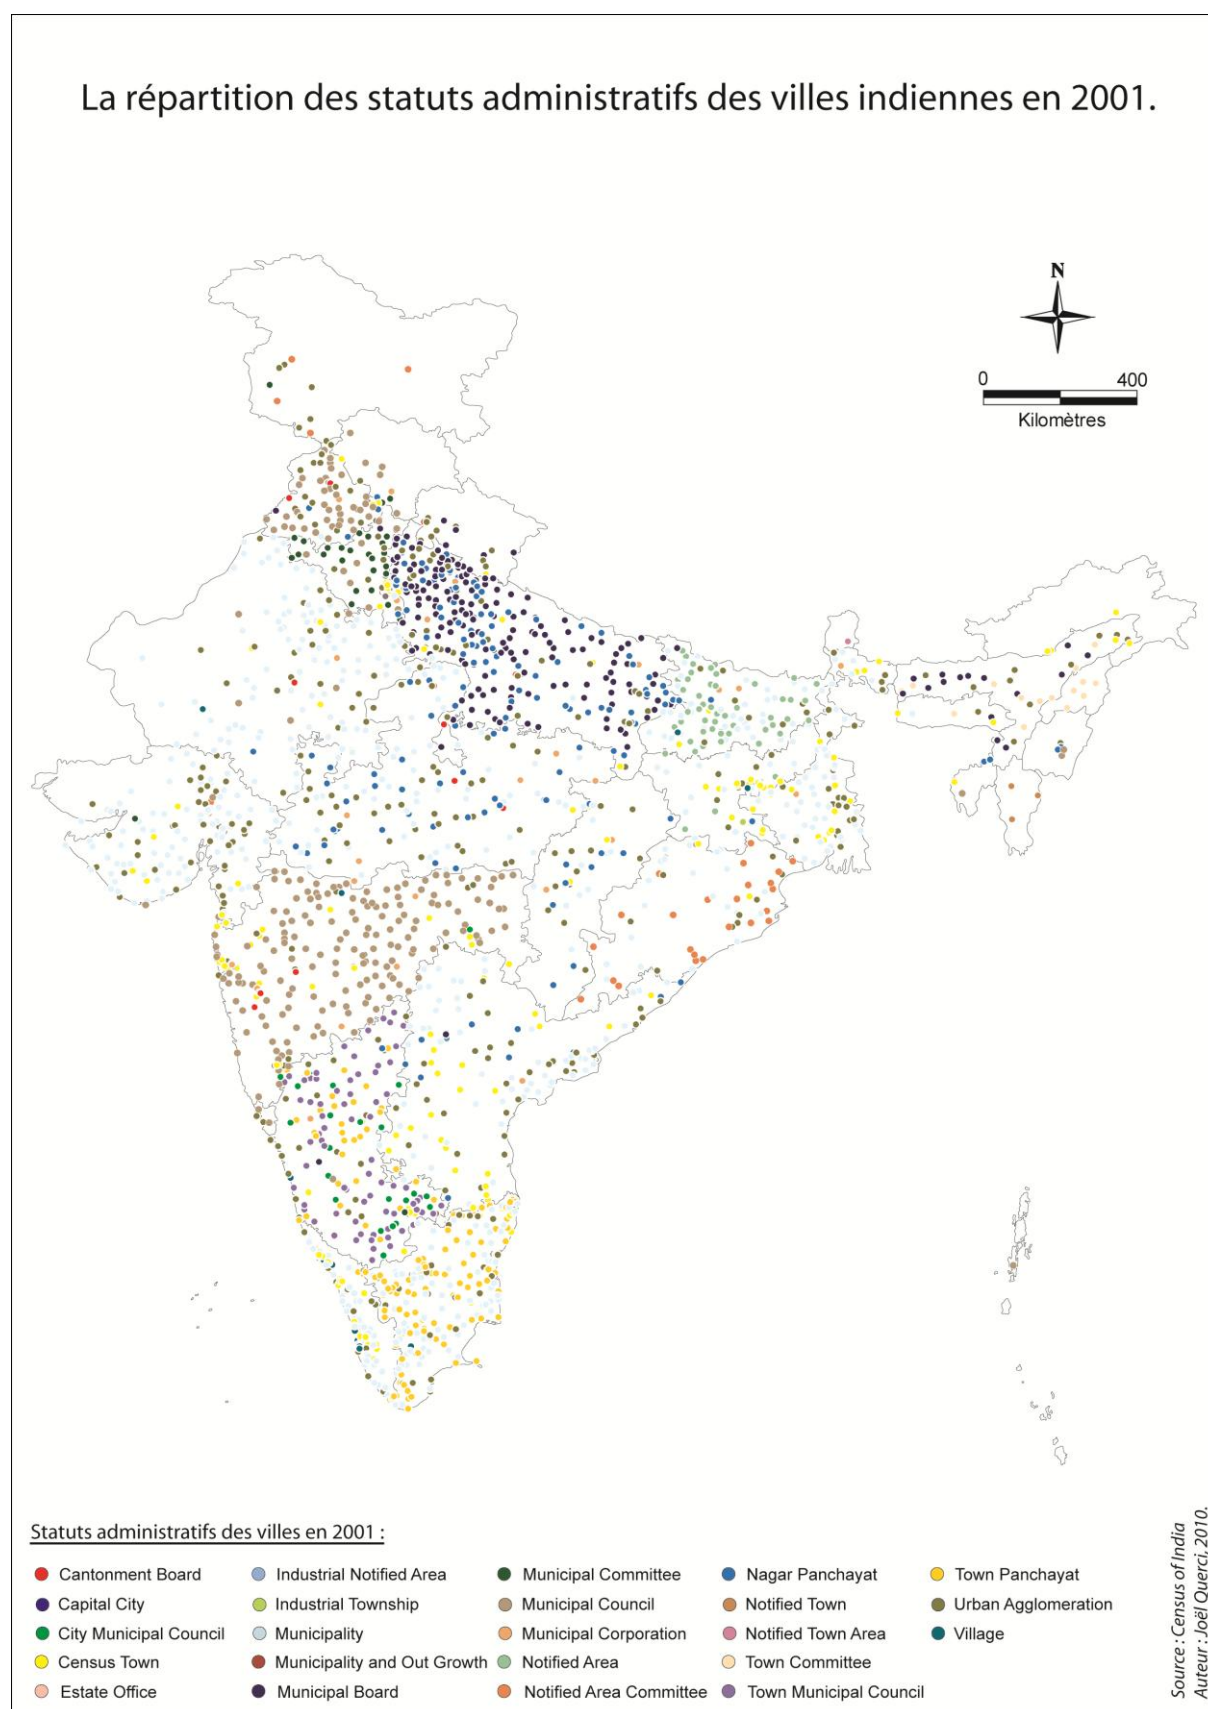 La répartition des statuts administratifs des villes indiennes en 2001.
N
0 400
Kilomètres
Statuts administratifs des villes en 2001 :
Cantonment Board
Capital City
City Municipal Council
Census Town
Estate Office
Industrial Notified Area
Industrial Township
Municipality
Municipality and Out Growth
Municipal Board
Municipal Committee
Municipal Council
Municipal Corporation
Notified Area
Notified Area Committee
Nagar Panchayat
Notified Town
Notified Town Area
Town Committee
Town Municipal Council
Town Panchayat
Urban Agglomeration
Village
Source : Census of India
Auteur : Joël Querci, 2010.